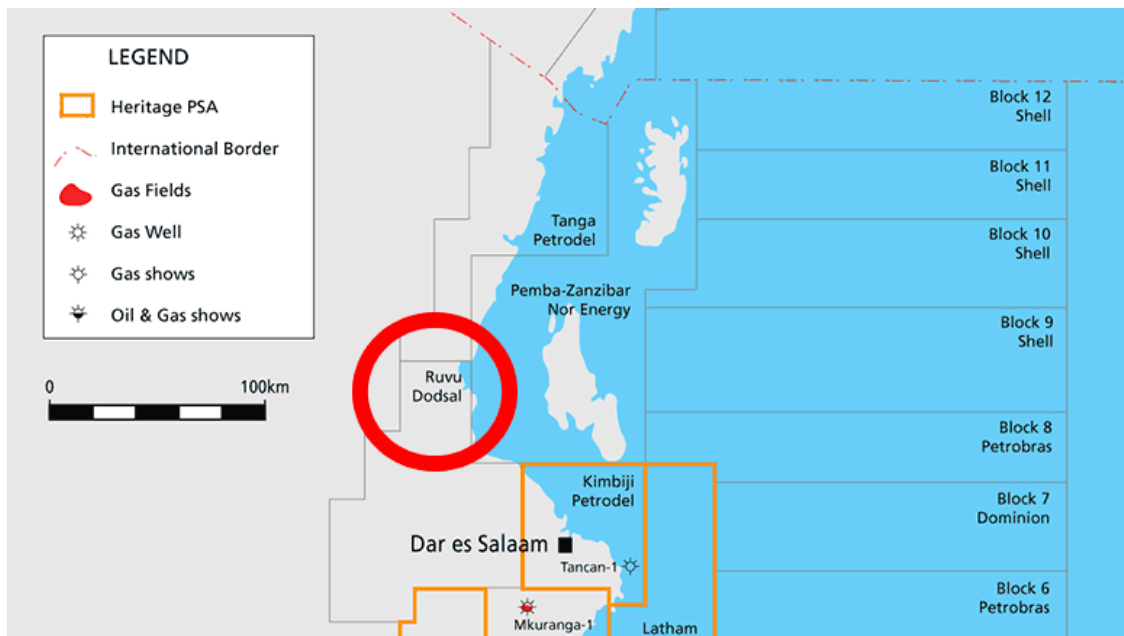 LEGEND
Heritage PSA
International Border
Gas Fields
Gas Well
Gas shows
Oil & Gas shows
0 100km
Block 12
Shell
Block 11
Shell
Block 10
Shell
Tanga
Petrodel
Pemba-Zanzibar
Nor Energy
Block 9
Shell
Ruvu
Dodsal
Block 8
Petrobras
Kimbiji
Petrodel
Block 7
Dominion
Dar es Salaam
Tancan-1
Block 6
Petrobras
Mkuranga-1
Latham